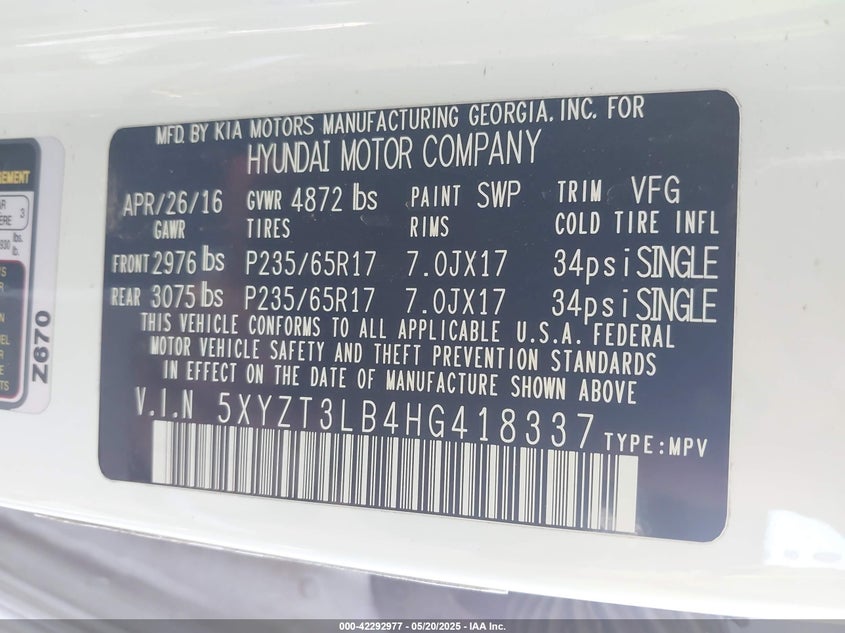 MFD. BY KIA MOTORS MANUFACTURING GEORGIA, INC. FOR
HYUNDAI MOTOR COMPANY
APR/26/16 GVWR 4872 lbs PAINT SWP TRIM VFG
GAWR TIRES RIMS COLD TIRE INFL
FRONT 2976 lbs P235/65R17 7.0JX17 34psi SINGLE
REAR 3075 lbs P235/65R17 7.0JX17 34psi SINGLE
THIS VEHICLE CONFORMS TO ALL APPLICABLE U.S.A. FEDERAL
MOTOR VEHICLE SAFETY AND THEFT PREVENTION STANDARDS
IN EFFECT ON THE DATE OF MANUFACTURE SHOWN ABOVE
V.I.N 5XYZT3LB4HG418337 TYPE:MPV
Z670
000-42292977 — 05/20/2025 — IAA Inc.